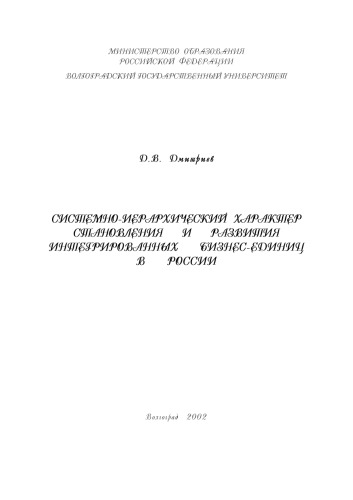 МИНИСТЕРСТВО ОБРАЗОВАНИЯ
РОССИЙСКОЙ ФЕДЕРАЦИИ
ВОЛГОГРАДСКИЙ ГОСУДАРСТВЕННЫЙ УНИВЕРСИТЕТ
Д.В. Дмитриев
СИСТЕМНО-ИЕРАРХИЧЕСКИЙ ХАРАКТЕР
СТАНОВЛЕНИЯ И РАЗВИТИЯ
ИНТЕГРИРОВАННЫХ БИЗНЕС-ЕДИНИЦ
В РОССИИ
Волгоград 2002